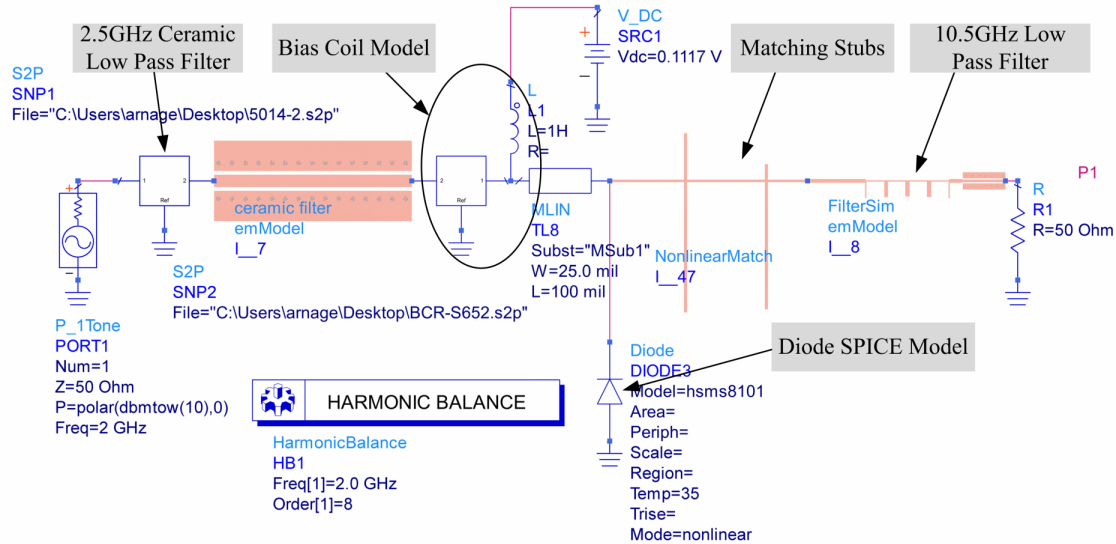 2.5GHz Ceramic
Low Pass Filter
Bias Coil Model
V_DC
SRC1
Vdc=0.1117 V
+
−
Matching Stubs
10.5GHz Low
Pass Filter
S2P
SNP1
File="C:\Users\arnage\Desktop\5014-2.s2p"
L
L1
L=1H
R=
1
2
Ref
ceramic filter
emModel
I__7
2
1
Ref
S2P
SNP2
File="C:\Users\arnage\Desktop\BCR-S652.s2p"
MLIN
TL8
Subst="MSub1"
W=25.0 mil
L=100 mil
NonlinearMatch
I__47
FilterSim
emModel
I__8
P1
R
R1
R=50 Ohm
+
−
P_1Tone
PORT1
Num=1
Z=50 Ohm
P=polar(dbmtow(10),0)
Freq=2 GHz
HARMONIC BALANCE
HarmonicBalance
HB1
Freq[1]=2.0 GHz
Order[1]=8
Diode SPICE Model
Diode
DIODE3
Model=hsms8101
Area=
Periph=
Scale=
Region=
Temp=35
Trise=
Mode=nonlinear